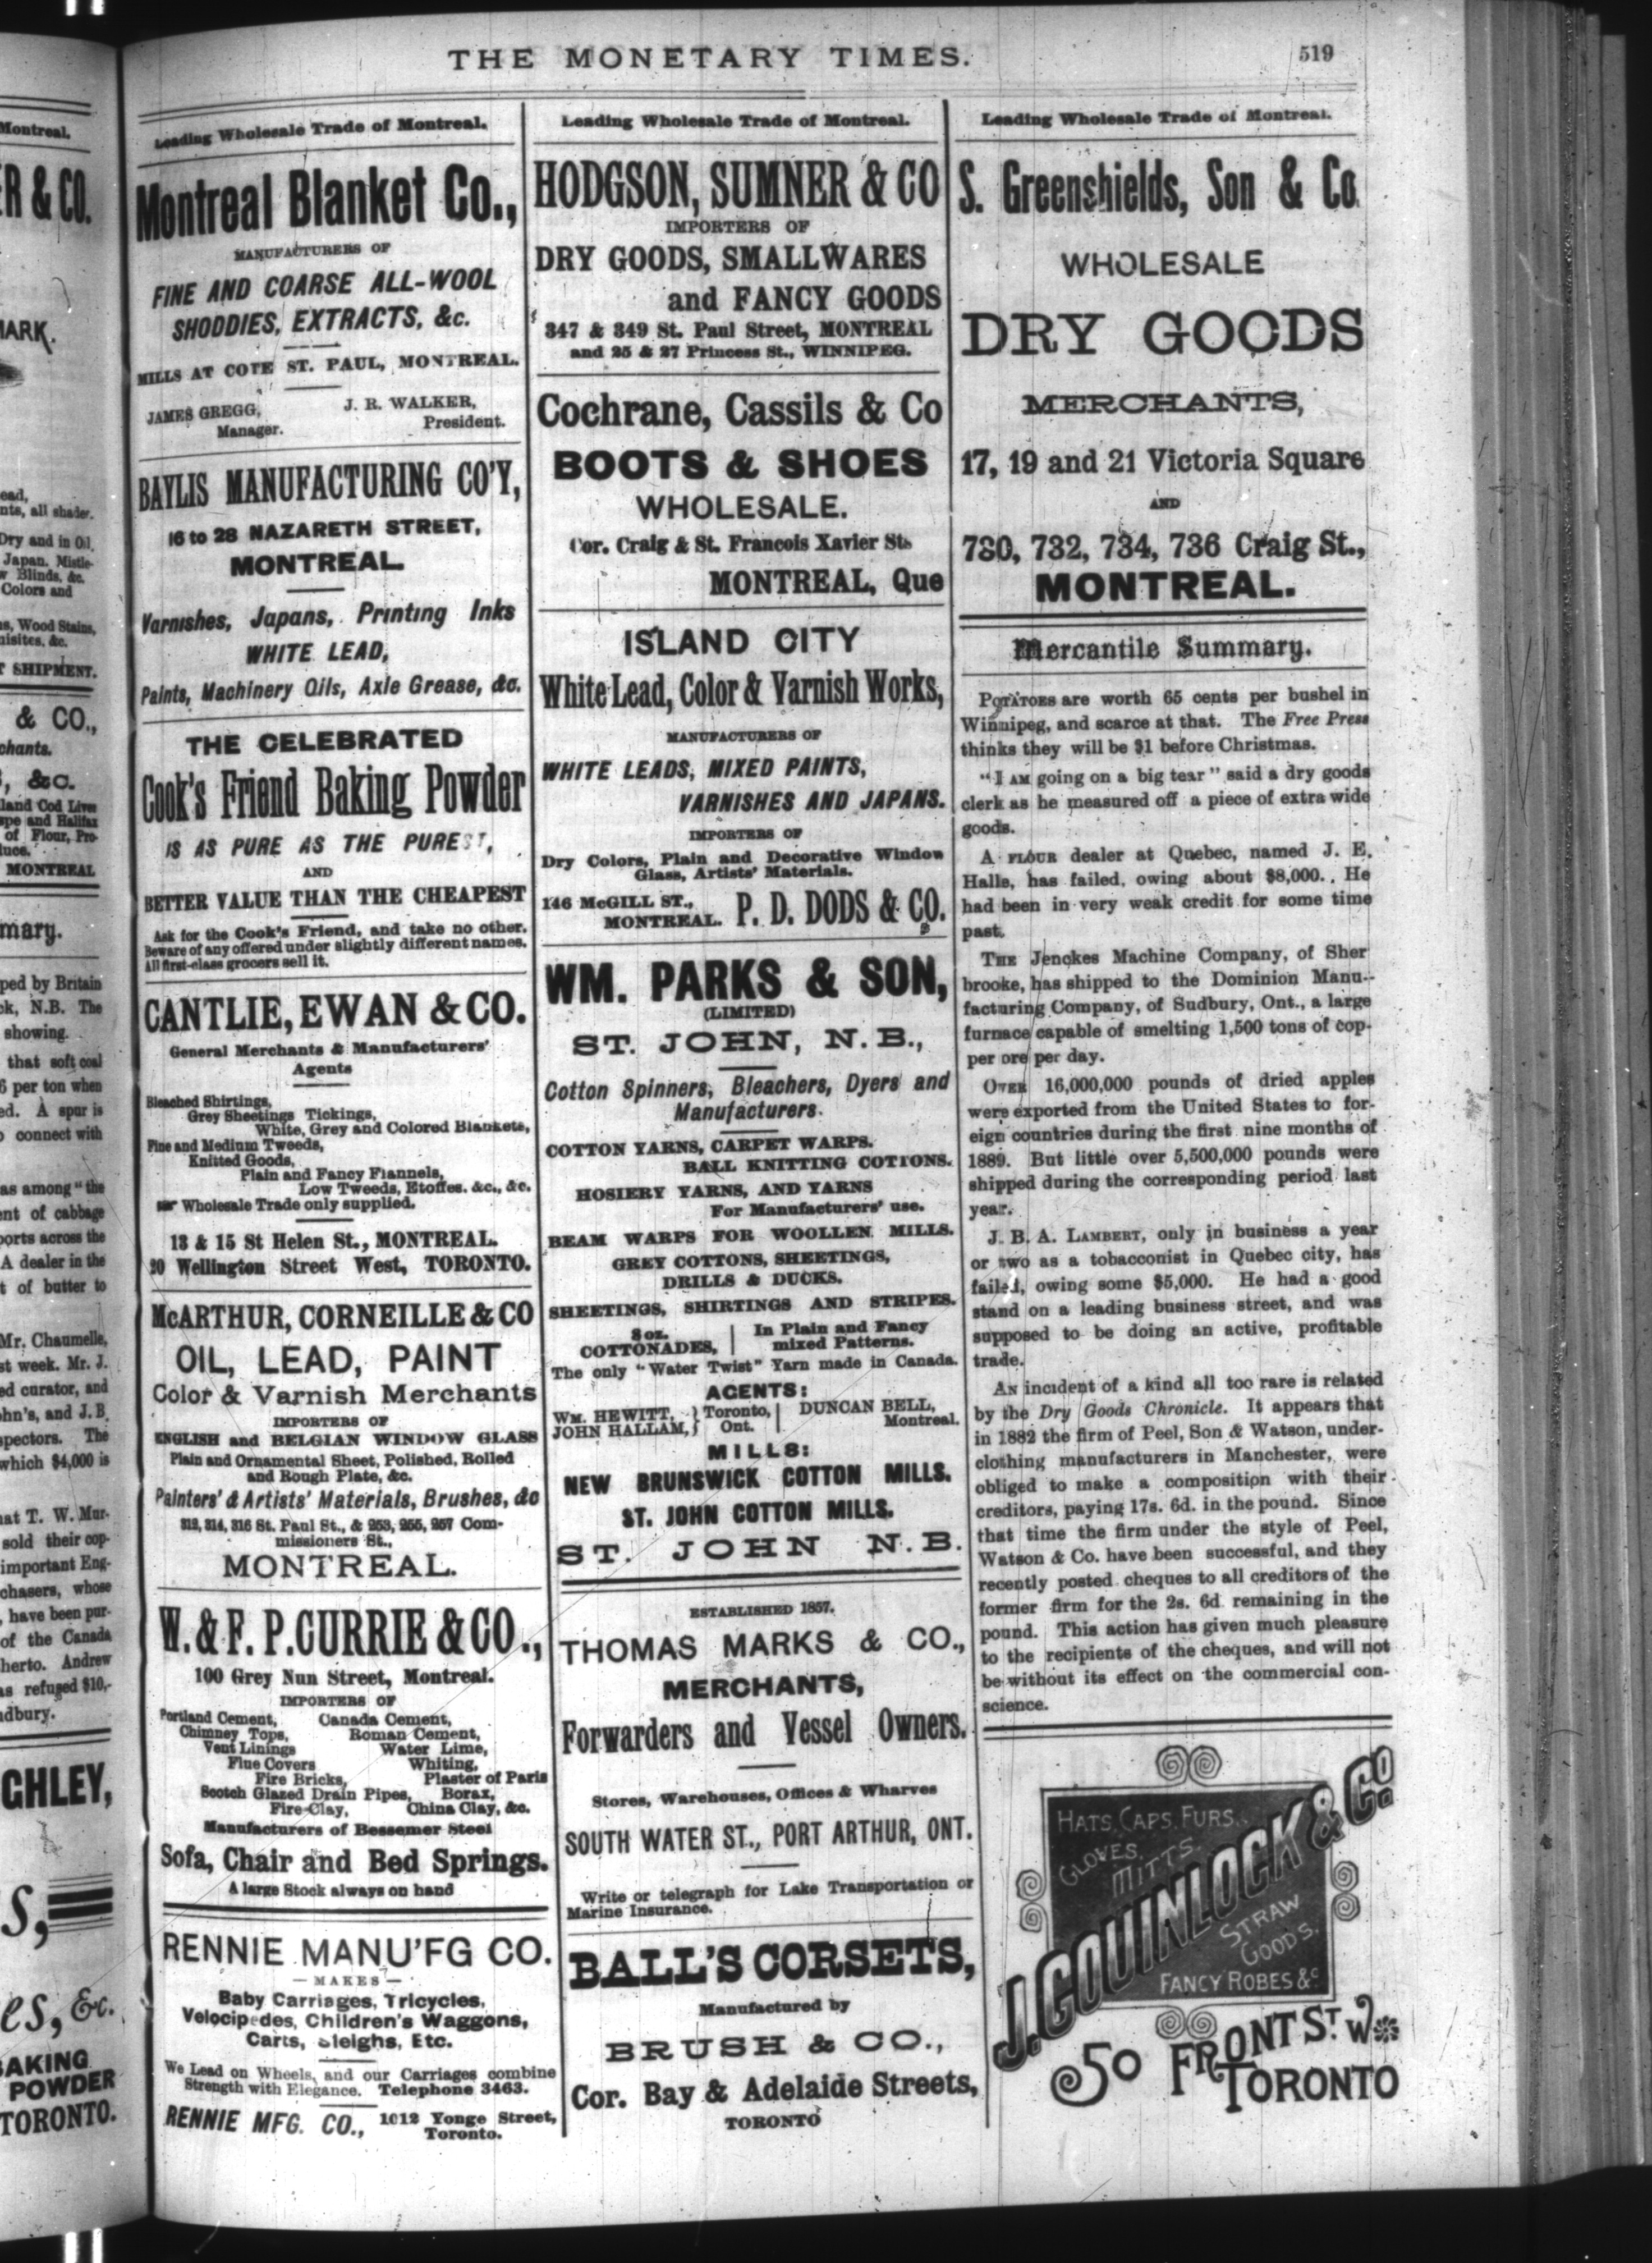 THE MONETARY TIMES.
519
Leading Wholesale Trade of Montreal.
Montreal Blanket Co.,
MANUFACTURERS OF
FINE AND COARSE ALL-WOOL
SHODDIES, EXTRACTS, &c.
MILLS AT COTE ST. PAUL, MONTREAL.
JAMES GREGG,
Manager.
J. R. WALKER,
President.
BAYLIS MANUFACTURING CO'Y,
16 to 28 NAZARETH STREET,
MONTREAL.
Varnishes, Japans, Printing Inks
WHITE LEAD,
Paints, Machinery Oils, Axle Grease, &c.
THE CELEBRATED
Cook's Friend Baking Powder
IS AS PURE AS THE PUREST,
AND
BETTER VALUE THAN THE CHEAPEST
Ask for the Cook's Friend, and take no other.
Beware of any offered under slightly different names.
All first-class grocers sell it.
CANTLIE, EWAN & CO.
General Merchants & Manufacturers'
Agents
Bleached Shirtings,
Grey Sheetings Tickings,
White, Grey and Colored Blankets,
Fine and Medium Tweeds,
Knitted Goods,
Plain and Fancy Flannels,
Low Tweeds, Etoffes. &c., &c.
Wholesale Trade only supplied.
13 & 15 St Helen St., MONTREAL.
20 Wellington Street West, TORONTO.
McARTHUR, CORNEILLE & CO
OIL, LEAD, PAINT
Color & Varnish Merchants
IMPORTERS OF
ENGLISH and BELGIAN WINDOW GLASS
Plain and Ornamental Sheet, Polished, Rolled
and Rough Plate, &c.
Painters' & Artists' Materials, Brushes, &c
312, 314, 316 St. Paul St., & 253, 255, 257 Com-
missioners St.,
MONTREAL.
W. & F. P. CURRIE & CO.,
100 Grey Nun Street, Montreal.
IMPORTERS OF
Portland Cement, Canada Cement,
Chimney Tops, Roman Cement,
Vent Linings Water Lime,
Flue Covers Whiting,
Fire Bricks, Plaster of Paris
Scotch Glazed Drain Pipes, Borax,
Fire-Clay, China Clay, &c.
Manufacturers of Bessemer Steel
Sofa, Chair and Bed Springs.
A large Stock always on hand
RENNIE MANU'FG CO.
— MAKES —
Baby Carriages, Tricycles,
Velocipedes, Children's Waggons,
Carts, Sleighs, Etc.
We Lead on Wheels, and our Carriages combine
Strength with Elegance. Telephone 3463.
RENNIE MFG. CO., 1012 Yonge Street,
Toronto.
Leading Wholesale Trade of Montreal.
HODGSON, SUMNER & CO
IMPORTERS OF
DRY GOODS, SMALLWARES
and FANCY GOODS
347 & 349 St. Paul Street, MONTREAL
and 25 & 27 Princess St., WINNIPEG.
Cochrane, Cassils & Co
BOOTS & SHOES
WHOLESALE.
Cor. Craig & St. Francois Xavier Sts
MONTREAL, Que
ISLAND CITY
White Lead, Color & Varnish Works,
MANUFACTURERS OF
WHITE LEADS, MIXED PAINTS,
VARNISHES AND JAPANS.
IMPORTERS OF
Dry Colors, Plain and Decorative Window
Glass, Artists' Materials.
146 McGILL ST.,
MONTREAL. P. D. DODS & CO.
WM. PARKS & SON,
(LIMITED)
ST. JOHN, N.B.,
Cotton Spinners, Bleachers, Dyers and
Manufacturers.
COTTON YARNS, CARPET WARPS.
BALL KNITTING COTTONS.
HOSIERY YARNS, AND YARNS
For Manufacturers' use.
BEAM WARPS FOR WOOLLEN MILLS.
GREY COTTONS, SHEETINGS,
DRILLS & DUCKS.
SHEETINGS, SHIRTINGS AND STRIPES.
8 oz.
COTTONADES, In Plain and Fancy
mixed Patterns.
The only "Water Twist" Yarn made in Canada.
AGENTS:
WM. HEWITT, } Toronto, DUNCAN BELL,
JOHN HALLAM, } Ont. Montreal.
MILLS:
NEW BRUNSWICK COTTON MILLS.
ST. JOHN COTTON MILLS.
ST. JOHN N.B.
ESTABLISHED 1857.
THOMAS MARKS & CO.,
MERCHANTS,
Forwarders and Vessel Owners.
Stores, Warehouses, Offices & Wharves
SOUTH WATER ST., PORT ARTHUR, ONT.
Write or telegraph for Lake Transportation or
Marine Insurance.
BALL'S CORSETS,
Manufactured by
BRUSH & CO.,
Cor. Bay & Adelaide Streets,
TORONTO
Leading Wholesale Trade of Montreal.
S. Greenshields, Son & Co.
WHOLESALE
DRY GOODS
MERCHANTS,
17, 19 and 21 Victoria Square
AND
730, 732, 734, 736 Craig St.,
MONTREAL.
Mercantile Summary.
POTATOES are worth 65 cents per bushel in
Winnipeg, and scarce at that. The Free Press
thinks they will be $1 before Christmas.
"I AM going on a big tear" said a dry goods
clerk as he measured off a piece of extra wide
goods.
A FLOUR dealer at Quebec, named J. E.
Halle, has failed, owing about $8,000. He
had been in very weak credit for some time
past.
THE Jenckes Machine Company, of Sher
brooke, has shipped to the Dominion Manu-
facturing Company, of Sudbury, Ont., a large
furnace capable of smelting 1,500 tons of cop-
per ore per day.
OVER 16,000,000 pounds of dried apples
were exported from the United States to for-
eign countries during the first nine months of
1889. But little over 5,500,000 pounds were
shipped during the corresponding period last
year.
J. B. A. LAMBERT, only in business a year
or two as a tobacconist in Quebec city, has
failed, owing some $5,000. He had a good
stand on a leading business street, and was
supposed to be doing an active, profitable
trade.
AN incident of a kind all too rare is related
by the Dry Goods Chronicle. It appears that
in 1882 the firm of Peel, Son & Watson, under-
clothing manufacturers in Manchester, were
obliged to make a composition with their
creditors, paying 17s. 6d. in the pound. Since
that time the firm under the style of Peel,
Watson & Co. have been successful, and they
recently posted cheques to all creditors of the
former firm for the 2s. 6d remaining in the
pound. This action has given much pleasure
to the recipients of the cheques, and will not
be without its effect on the commercial con-
science.
HATS, CAPS, FURS,
GLOVES,
MITTS.
J. GOUINLOCK & CO
STRAW
GOODS.
FANCY ROBES &c
50 FRONT ST. W
TORONTO